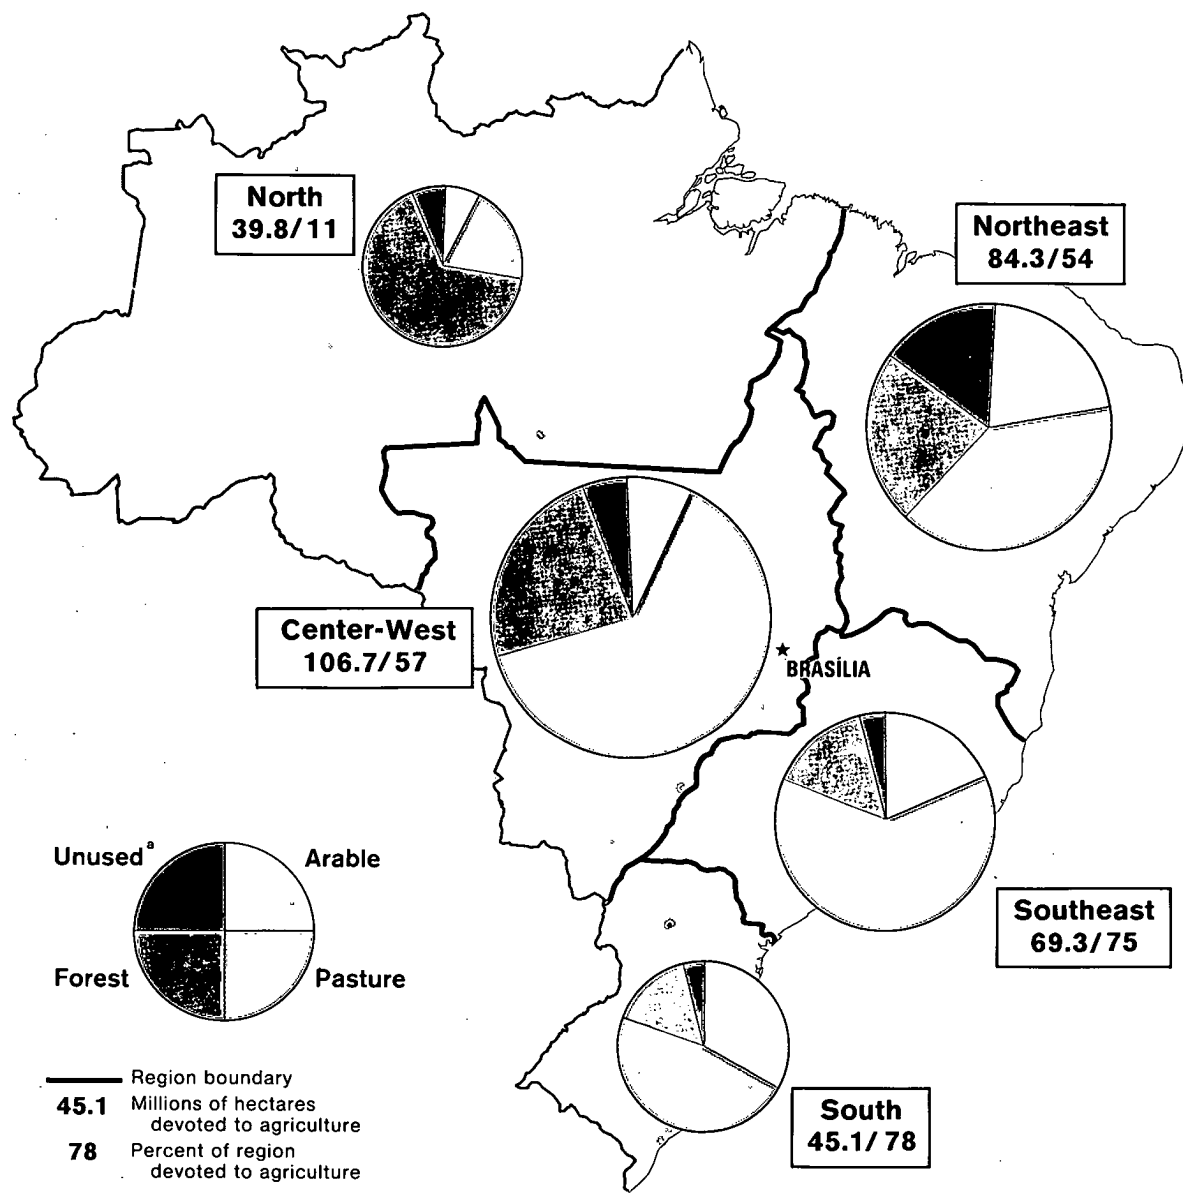 North
39.8/11
Northeast
84.3/54
Center-West
106.7/57
★ BRASÍLIA
Southeast
69.3/75
South
45.1/78
Unusedᵃ
Arable
Forest
Pasture
Region boundary
45.1 Millions of hectares
devoted to agriculture
78 Percent of region
devoted to agriculture